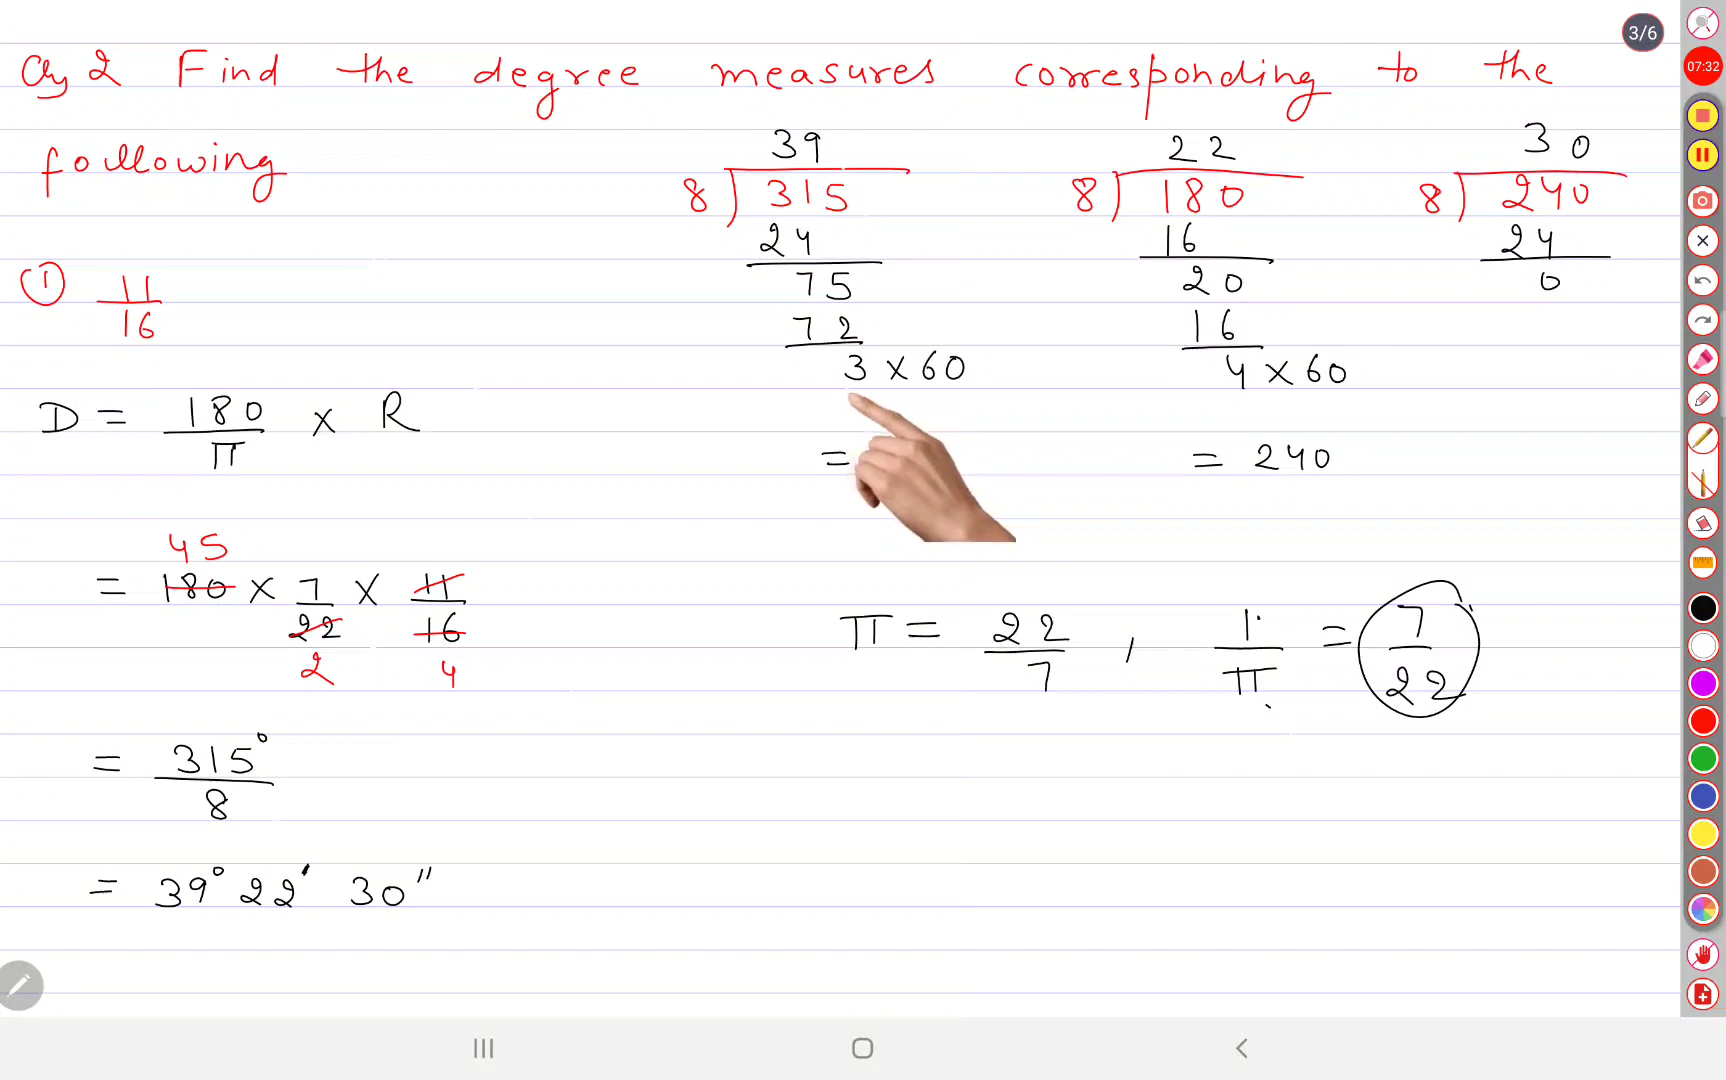 3/6
07:32
Qy 2 Find the degree measures corresponding to the
following
① 11/16
D = 180/π × R
45
= 180 × 7/22 × 11/16
2 4
= 315°/8
= 39° 22' 30"
39
8) 315
24
75
72
3 × 60
=
22
8) 180
16
20
16
4 × 60
= 240
30
8) 240
24
0
π = 22/7 , 1/π = 7/22